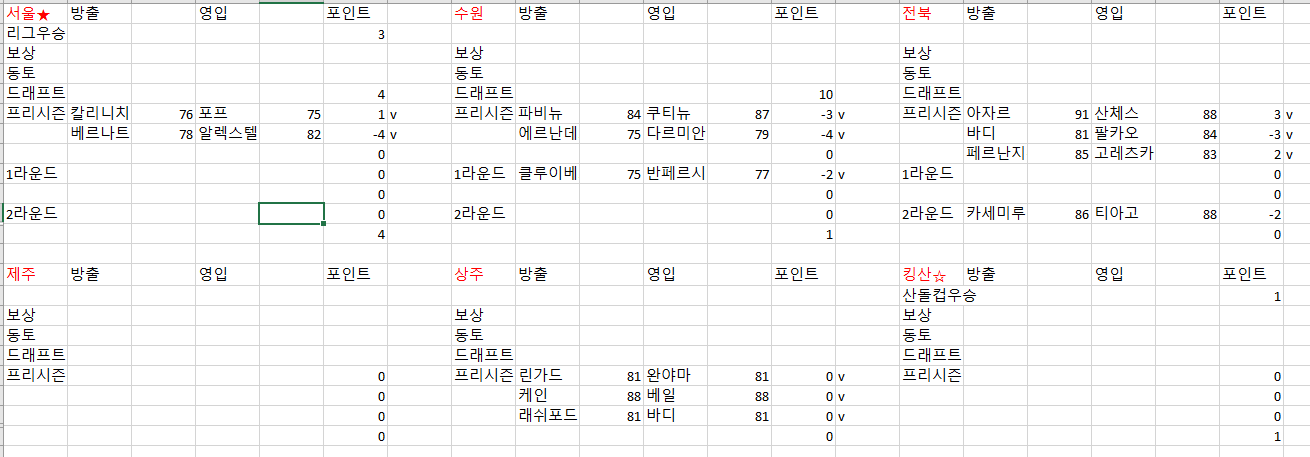 서울★ 방출 영입 포인트 수원 방출 영입 포인트 전북 방출 영입 포인트
리그우승 3
보상 보상 보상
동토 동토 동토
드래프트 4 드래프트 10 드래프트
프리시즌 칼리니치 76 포프 75 1 v 프리시즌 파비뉴 84 쿠티뉴 87 -3 v 프리시즌 아자르 91 산체스 88 3 v
베르나트 78 알렉스텔 82 -4 v 에르난데 75 다르미안 79 -4 v 바디 81 팔카오 84 -3 v
0 0 페르난지 85 고레츠카 83 2 v
1라운드 0 1라운드 클루이베 75 반페르시 77 -2 v 1라운드 0
0 0 0
2라운드 0 2라운드 0 2라운드 카세미루 86 티아고 88 -2
4 1 0
제주 방출 영입 포인트 상주 방출 영입 포인트 킹산☆ 방출 영입 포인트
산돌컵우승 1
보상 보상 보상
동토 동토 동토
드래프트 드래프트 드래프트
프리시즌 0 프리시즌 린가드 81 완야마 81 0 v 프리시즌 0
0 케인 88 베일 88 0 v 0
0 래쉬포드 81 바디 81 0 v 0
0 0 1